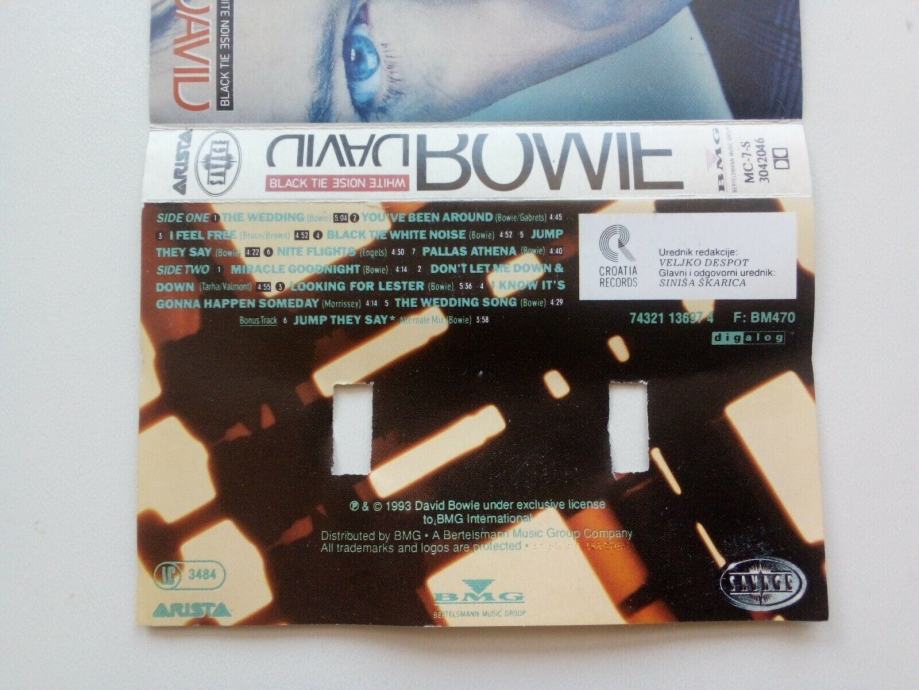 DAVID
BLACK TIE WHITE NOISE
ARISTA
SAVAGE
DAVID BOWIE
BLACK TIE WHITE NOISE
BMG
BERTELSMANN MUSIC GROUP
MC-7-S
3042046
SIDE ONE 1 THE WEDDING (Bowie) 5:04 2 YOU'VE BEEN AROUND (Bowie/Gabrels) 4:45
3 I FEEL FREE (Bruce/Brown) 4:52 4 BLACK TIE WHITE NOISE (Bowie) 4:52 5 JUMP
THEY SAY (Bowie) 4:22 6 NITE FLIGHTS (Engels) 4:50 7 PALLAS ATHENA (Bowie) 4:40
SIDE TWO 1 MIRACLE GOODNIGHT (Bowie) 4:14 2 DON'T LET ME DOWN &
DOWN (Tarha/Valmont) 4:55 3 LOOKING FOR LESTER (Bowie) 5:36 4 I KNOW IT'S
GONNA HAPPEN SOMEDAY (Morrissey) 4:14 5 THE WEDDING SONG (Bowie) 4:29
Bonus Track 6 JUMP THEY SAY* Alternate Mix (Bowie) 3:58
CROATIA
RECORDS
Urednik redakcije:
VELJKO DESPOT
Glavni i odgovorni urednik:
SINIŠA ŠKARICA
74321 13697 4 F: BM470
digalog
℗ & © 1993 David Bowie under exclusive license
to BMG International
Distributed by BMG • A Bertelsmann Music Group Company
All trademarks and logos are protected •
LC 3484
ARISTA
BMG
BERTELSMANN MUSIC GROUP
SAVAGE